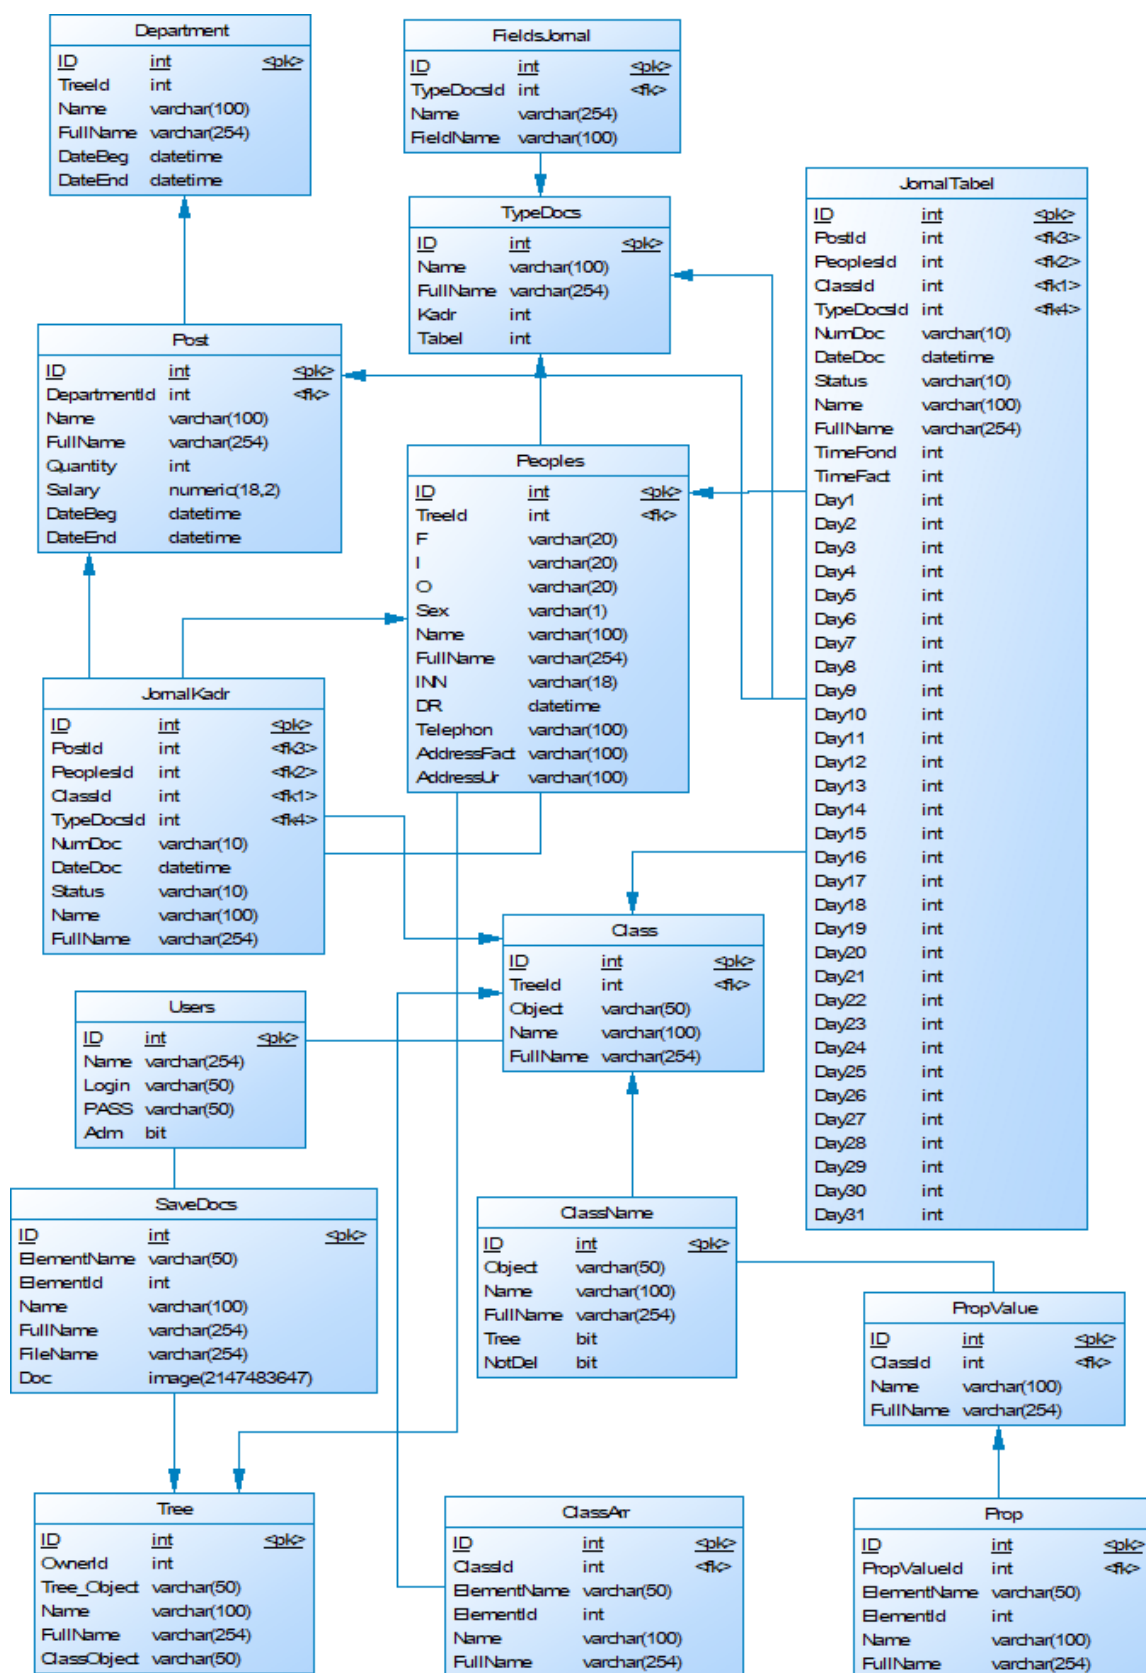 Department
ID int <pk>
TreeId int
Name varchar(100)
FullName varchar(254)
DateBeg datetime
DateEnd datetime
FieldsJornal
ID int <pk>
TypeDocsId int <fk>
Name varchar(254)
FieldName varchar(100)
TypeDocs
ID int <pk>
Name varchar(100)
FullName varchar(254)
Kadr int
Tabel int
JornalTabel
ID int <pk>
PostId int <fk3>
PeoplesId int <fk2>
ClassId int <fk1>
TypeDocsId int <fk4>
NumDoc varchar(10)
DateDoc datetime
Status varchar(10)
Name varchar(100)
FullName varchar(254)
TimeFond int
TimeFact int
Day1 int
Day2 int
Day3 int
Day4 int
Day5 int
Day6 int
Day7 int
Day8 int
Day9 int
Day10 int
Day11 int
Day12 int
Day13 int
Day14 int
Day15 int
Day16 int
Day17 int
Day18 int
Day19 int
Day20 int
Day21 int
Day22 int
Day23 int
Day24 int
Day25 int
Day26 int
Day27 int
Day28 int
Day29 int
Day30 int
Day31 int
Post
ID int <pk>
DepartmentId int <fk>
Name varchar(100)
FullName varchar(254)
Quantity int
Salary numeric(18,2)
DateBeg datetime
DateEnd datetime
Peoples
ID int <pk>
TreeId int <fk>
F varchar(20)
I varchar(20)
O varchar(20)
Sex varchar(1)
Name varchar(100)
FullName varchar(254)
INN varchar(18)
DR datetime
Telephon varchar(100)
AddressFact varchar(100)
AddressUr varchar(100)
JornalKadr
ID int <pk>
PostId int <fk3>
PeoplesId int <fk2>
ClassId int <fk1>
TypeDocsId int <fk4>
NumDoc varchar(10)
DateDoc datetime
Status varchar(10)
Name varchar(100)
FullName varchar(254)
Class
ID int <pk>
TreeId int <fk>
Object varchar(50)
Name varchar(100)
FullName varchar(254)
Users
ID int <pk>
Name varchar(254)
Login varchar(50)
PASS varchar(50)
Adm bit
SaveDocs
ID int <pk>
ElementName varchar(50)
ElementId int
Name varchar(100)
FullName varchar(254)
FileName varchar(254)
Doc image(2147483647)
ClassName
ID int <pk>
Object varchar(50)
Name varchar(100)
FullName varchar(254)
Tree bit
NotDel bit
PropValue
ID int <pk>
ClassId int <fk>
Name varchar(100)
FullName varchar(254)
Tree
ID int <pk>
OwnerId int
Tree_Object varchar(50)
Name varchar(100)
FullName varchar(254)
ClassObject varchar(50)
ClassArr
ID int <pk>
ClassId int <fk>
ElementName varchar(50)
ElementId int
Name varchar(100)
FullName varchar(254)
Prop
ID int <pk>
PropValueId int <fk>
ElementName varchar(50)
ElementId int
Name varchar(100)
FullName varchar(254)